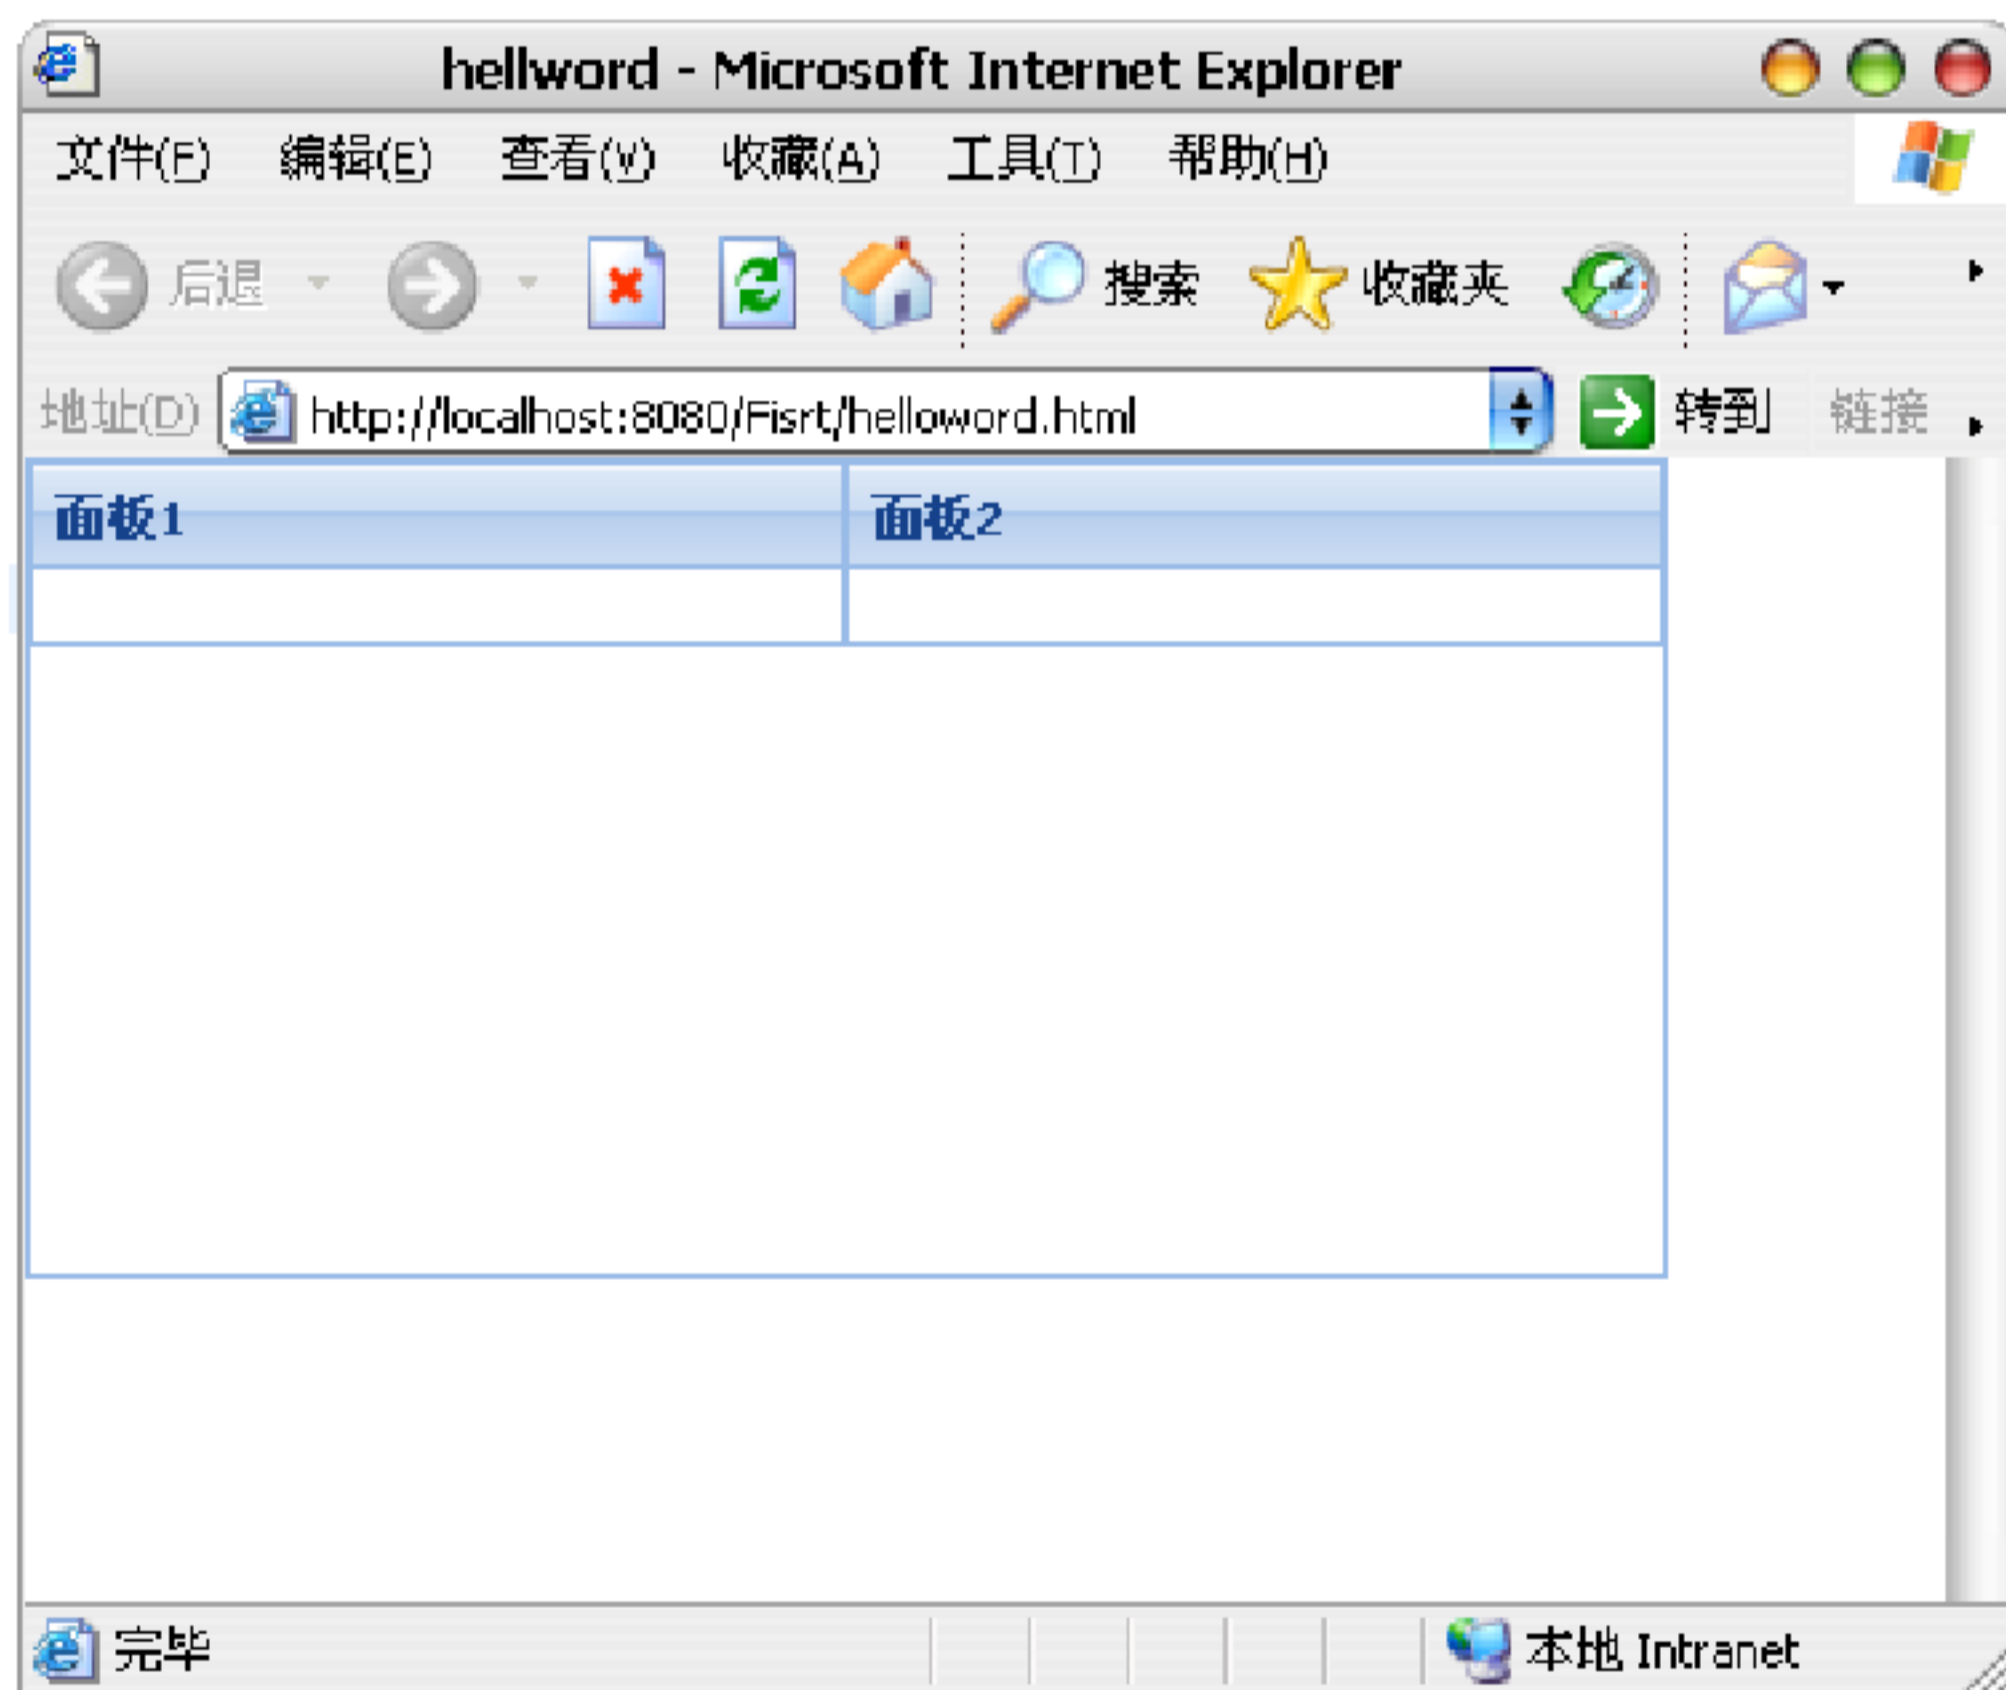 hellword - Microsoft Internet Explorer
文件(F) 编辑(E) 查看(V) 收藏(A) 工具(T) 帮助(H)
后退 搜索 收藏夹
地址(D) http://localhost:8080/Fisrt/helloword.html 转到 链接
面板1 面板2
完毕 本地 Intranet